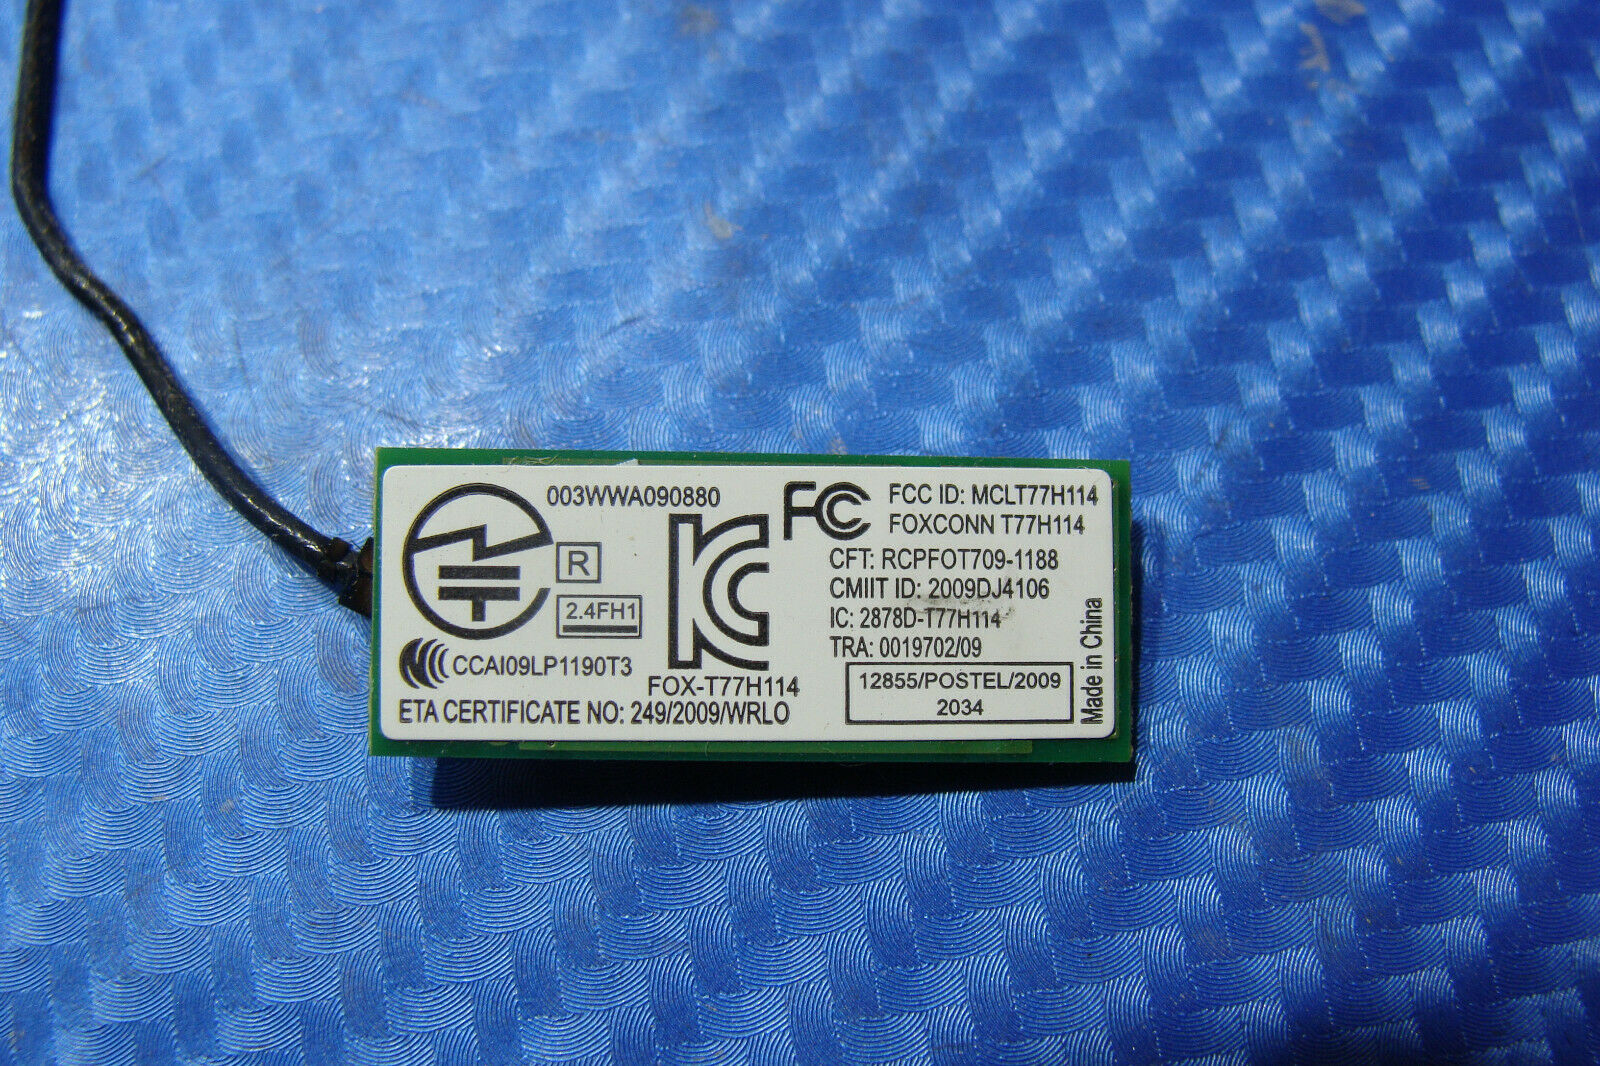 003WWA090880
R
2.4FH1
CCAI09LP1190T3
FOX-T77H114
ETA CERTIFICATE NO: 249/2009/WRLO
FC
FCC ID: MCLT77H114
FOXCONN T77H114
CFT: RCPFOT709-1188
CMIIT ID: 2009DJ4106
IC: 2878D-T77H114
TRA: 0019702/09
12855/POSTEL/2009
2034
Made in China